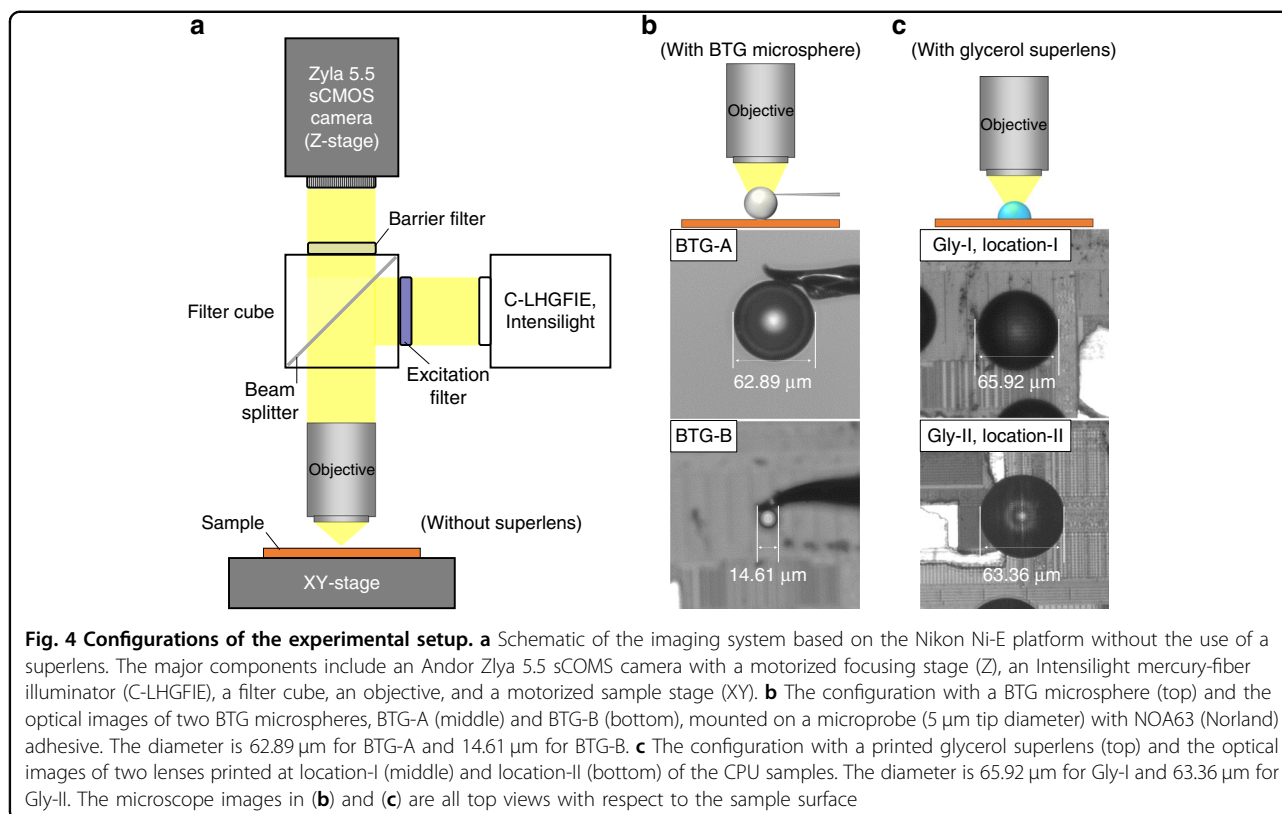 a
Zyla 5.5
sCMOS
camera
(Z-stage)
Barrier filter
Filter cube
C-LHGFIE,
Intensilight
Excitation
filter
Beam
splitter
Objective
Sample
(Without superlens)
XY-stage
b
(With BTG microsphere)
Objective
BTG-A
62.89 µm
BTG-B
14.61 µm
c
(With glycerol superlens)
Objective
Gly-I, location-I
65.92 µm
Gly-II, location-II
63.36 µm
Fig. 4 Configurations of the experimental setup. a Schematic of the imaging system based on the Nikon Ni-E platform without the use of a
superlens. The major components include an Andor Zlya 5.5 sCOMS camera with a motorized focusing stage (Z), an Intensilight mercury-fiber
illuminator (C-LHGFIE), a filter cube, an objective, and a motorized sample stage (XY). b The configuration with a BTG microsphere (top) and the
optical images of two BTG microspheres, BTG-A (middle) and BTG-B (bottom), mounted on a microprobe (5 µm tip diameter) with NOA63 (Norland)
adhesive. The diameter is 62.89 µm for BTG-A and 14.61 µm for BTG-B. c The configuration with a printed glycerol superlens (top) and the optical
images of two lenses printed at location-I (middle) and location-II (bottom) of the CPU samples. The diameter is 65.92 µm for Gly-I and 63.36 µm for
Gly-II. The microscope images in (b) and (c) are all top views with respect to the sample surface